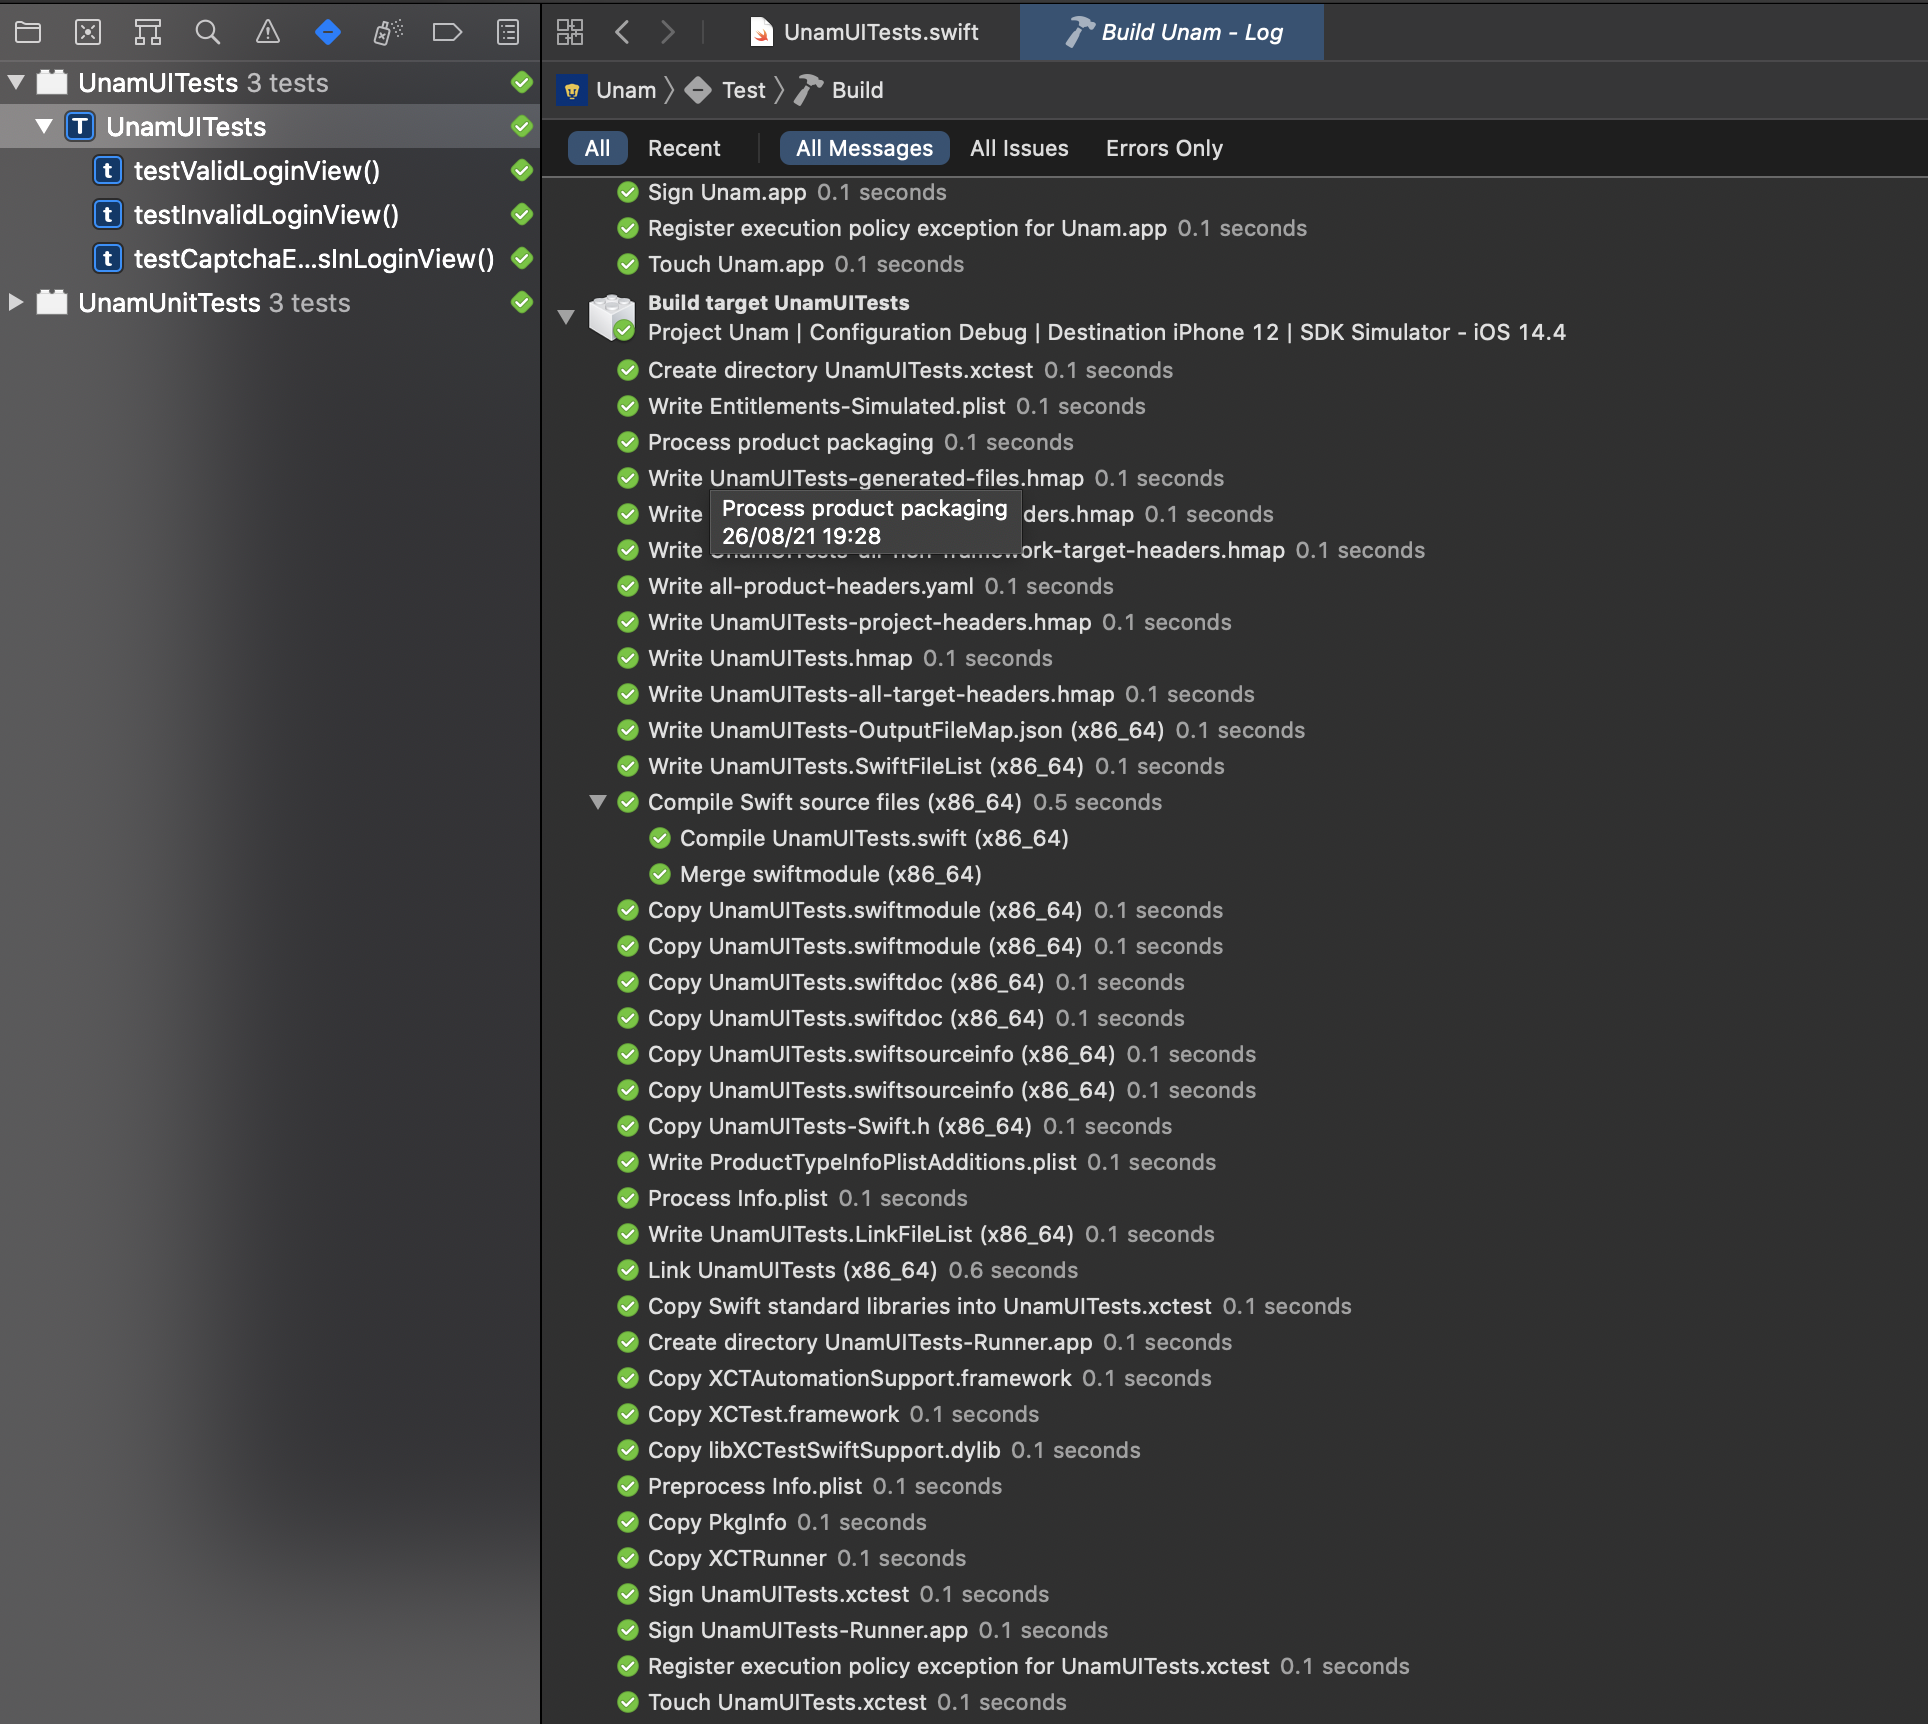 UnamUITests 3 tests
T UnamUITests
t testValidLoginView()
t testInvalidLoginView()
t testCaptchaE...sInLoginView()
UnamUnitTests 3 tests
UnamUITests.swift
Build Unam - Log
Unam Test Build
All Recent All Messages All Issues Errors Only
Sign Unam.app 0.1 seconds
Register execution policy exception for Unam.app 0.1 seconds
Touch Unam.app 0.1 seconds
Build target UnamUITests
Project Unam | Configuration Debug | Destination iPhone 12 | SDK Simulator - iOS 14.4
Create directory UnamUITests.xctest 0.1 seconds
Write Entitlements-Simulated.plist 0.1 seconds
Process product packaging 0.1 seconds
Write UnamUITests-generated-files.hmap 0.1 seconds
Process product packaging
26/08/21 19:28
Write ders.hmap 0.1 seconds
Write UnamUITests-all-non-framework-target-headers.hmap 0.1 seconds
Write all-product-headers.yaml 0.1 seconds
Write UnamUITests-project-headers.hmap 0.1 seconds
Write UnamUITests.hmap 0.1 seconds
Write UnamUITests-all-target-headers.hmap 0.1 seconds
Write UnamUITests-OutputFileMap.json (x86_64) 0.1 seconds
Write UnamUITests.SwiftFileList (x86_64) 0.1 seconds
Compile Swift source files (x86_64) 0.5 seconds
Compile UnamUITests.swift (x86_64)
Merge swiftmodule (x86_64)
Copy UnamUITests.swiftmodule (x86_64) 0.1 seconds
Copy UnamUITests.swiftmodule (x86_64) 0.1 seconds
Copy UnamUITests.swiftdoc (x86_64) 0.1 seconds
Copy UnamUITests.swiftdoc (x86_64) 0.1 seconds
Copy UnamUITests.swiftsourceinfo (x86_64) 0.1 seconds
Copy UnamUITests.swiftsourceinfo (x86_64) 0.1 seconds
Copy UnamUITests-Swift.h (x86_64) 0.1 seconds
Write ProductTypeInfoPlistAdditions.plist 0.1 seconds
Process Info.plist 0.1 seconds
Write UnamUITests.LinkFileList (x86_64) 0.1 seconds
Link UnamUITests (x86_64) 0.6 seconds
Copy Swift standard libraries into UnamUITests.xctest 0.1 seconds
Create directory UnamUITests-Runner.app 0.1 seconds
Copy XCTAutomationSupport.framework 0.1 seconds
Copy XCTest.framework 0.1 seconds
Copy libXCTestSwiftSupport.dylib 0.1 seconds
Preprocess Info.plist 0.1 seconds
Copy PkgInfo 0.1 seconds
Copy XCTRunner 0.1 seconds
Sign UnamUITests.xctest 0.1 seconds
Sign UnamUITests-Runner.app 0.1 seconds
Register execution policy exception for UnamUITests.xctest 0.1 seconds
Touch UnamUITests.xctest 0.1 seconds